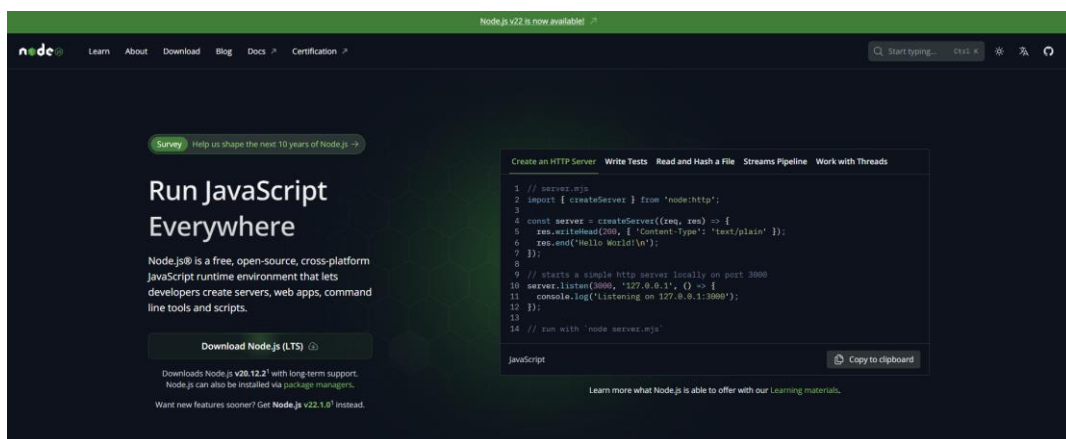 Node.js v22 is now available! ↗
node
Learn About Download Blog Docs ↗ Certification ↗
Start typing... Ctrl K
Survey Help us shape the next 10 years of Node.js →
Run JavaScript
Everywhere
Node.js® is a free, open-source, cross-platform
JavaScript runtime environment that lets
developers create servers, web apps, command
line tools and scripts.
Download Node.js (LTS)
Downloads Node.js v20.12.2¹ with long-term support.
Node.js can also be installed via package managers.
Want new features sooner? Get Node.js v22.1.0¹ instead.
Create an HTTP Server Write Tests Read and Hash a File Streams Pipeline Work with Threads
1 // server.mjs
2 import { createServer } from 'node:http';
3
4 const server = createServer((req, res) => {
5   res.writeHead(200, { 'Content-Type': 'text/plain' });
6   res.end('Hello World!\n');
7 });
8
9 // starts a simple http server locally on port 3000
10 server.listen(3000, '127.0.0.1', () => {
11   console.log('Listening on 127.0.0.1:3000');
12 });
13
14 // run with `node server.mjs`
JavaScript
Copy to clipboard
Learn more what Node.js is able to offer with our Learning materials.